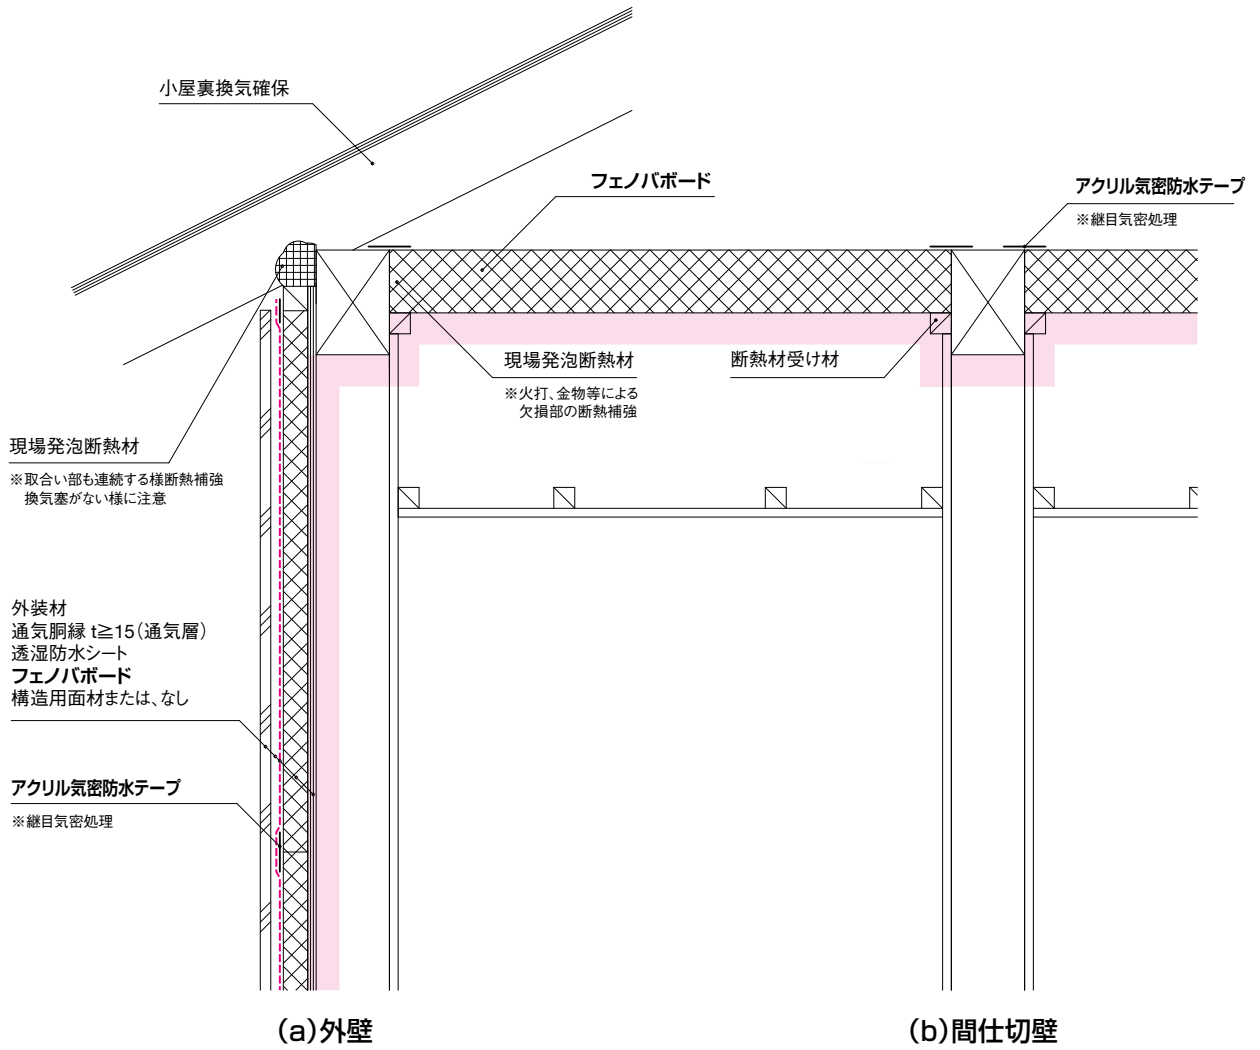 小屋裏換気確保
フェノバボード
アクリル気密防水テープ
※継目気密処理
現場発泡断熱材
※火打、金物等による
欠損部の断熱補強
断熱材受け材
現場発泡断熱材
※取合い部も連続する様断熱補強
換気塞がない様に注意
外装材
通気胴縁 t≧15（通気層）
透湿防水シート
フェノバボード
構造用面材または、なし
アクリル気密防水テープ
※継目気密処理
(a)外壁
(b)間仕切壁